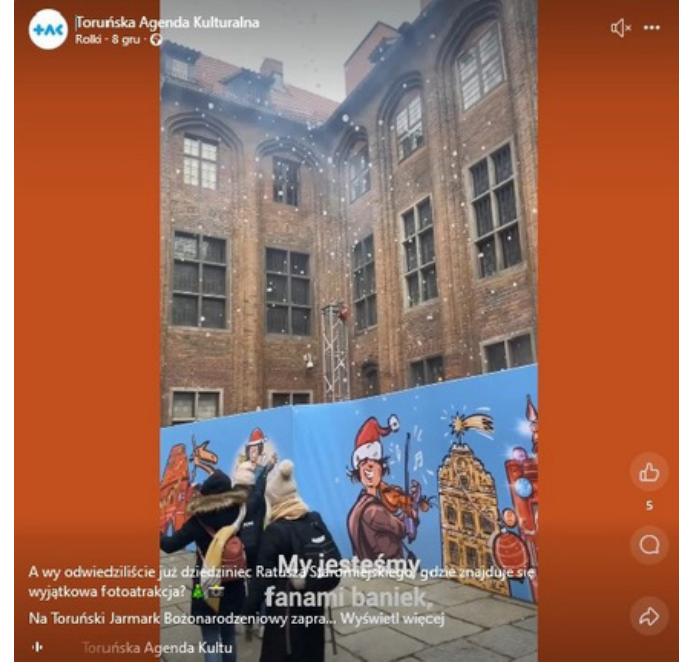 +AK
Toruńska Agenda Kulturalna
Rolki · 8 gru ·
My jesteśmy
fanami baniek,
A wy odwiedziliście już dziedziniec Ratusza Staromiejskiego, gdzie znajduje się
wyjątkowa fotoatrakcja?
Na Toruński Jarmark Bożonarodzeniowy zapra... Wyświetl więcej
Toruńska Agenda Kultu
5